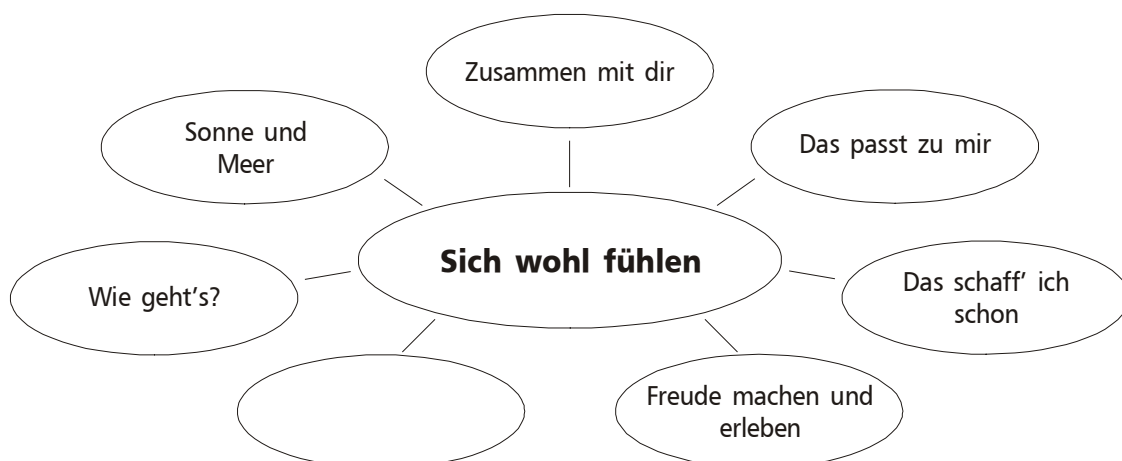 Zusammen mit dir
Sonne und
Meer
Das passt zu mir
Sich wohl fühlen
Wie geht's?
Das schaff' ich
schon
Freude machen und
erleben